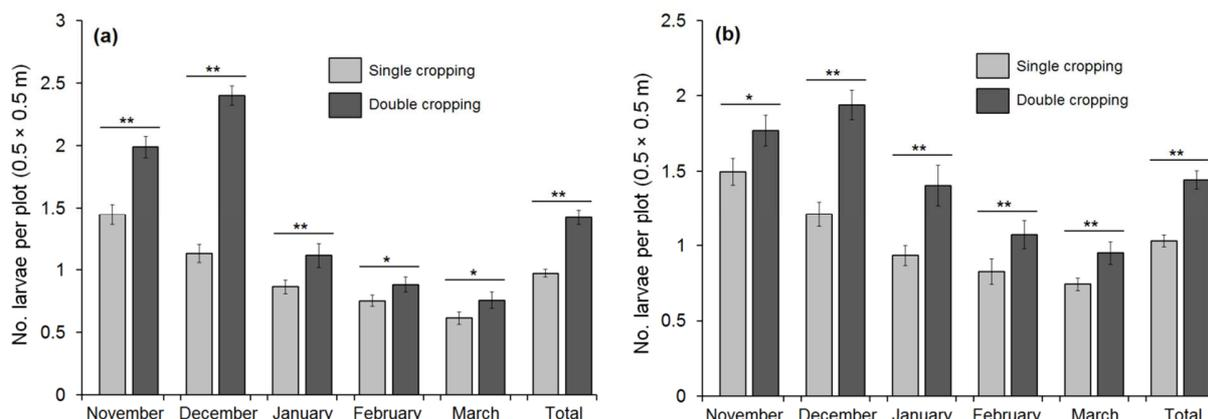 (a)
No. larvae per plot (0.5 × 0.5 m)
3
2.5
2
1.5
1
0.5
0
Single cropping
Double cropping
**
**
**
*
*
**
November December January February March Total
(b)
No. larvae per plot (0.5 × 0.5 m)
2.5
2
1.5
1
0.5
0
Single cropping
Double cropping
*
**
**
**
**
**
November December January February March Total